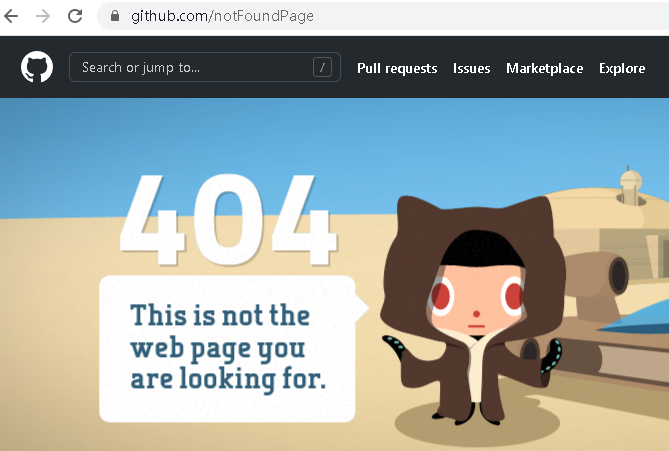 github.com/notFoundPage
Search or jump to... /
Pull requests Issues Marketplace Explore
404
This is not the
web page you
are looking for.